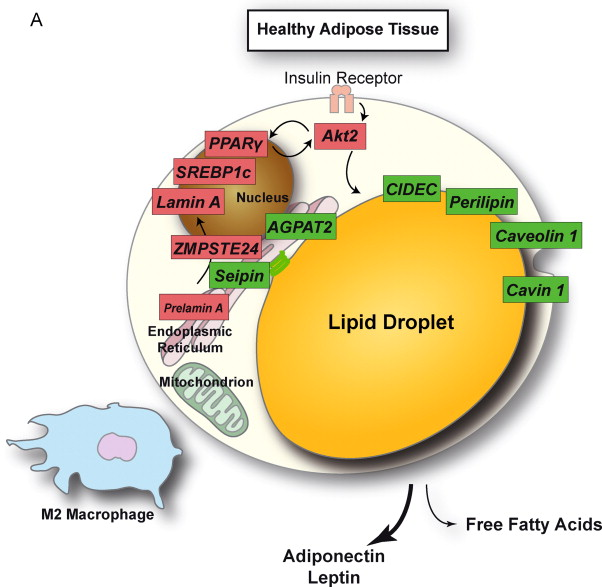 A
Healthy Adipose Tissue
Insulin Receptor
PPARγ
Akt2
SREBP1c
CIDEC
Lamin A
Nucleus
Perilipin
AGPAT2
Caveolin 1
ZMPSTE24
Seipin
Cavin 1
Prelamin A
Lipid Droplet
Endoplasmic
Reticulum
Mitochondrion
M2 Macrophage
Free Fatty Acids
Adiponectin
Leptin